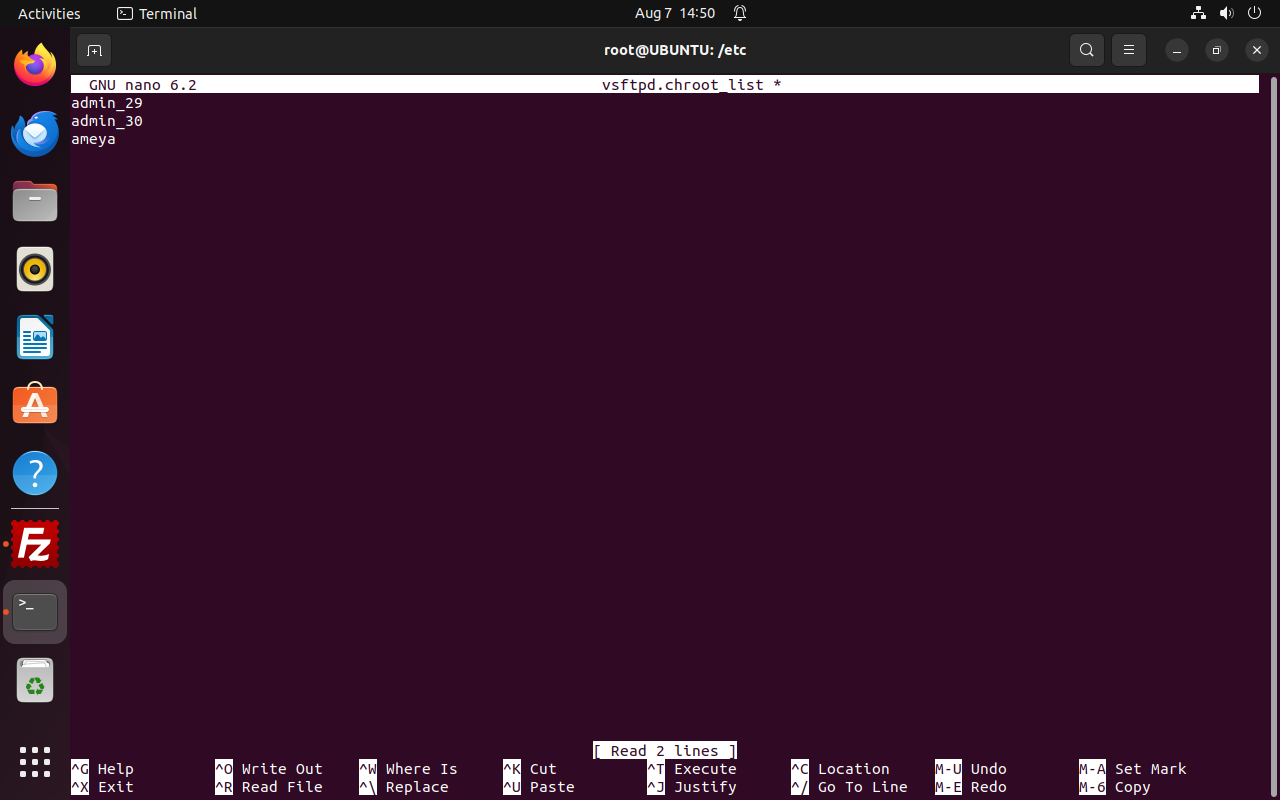 Activities Terminal Aug 7 14:50
root@UBUNTU: /etc
GNU nano 6.2 vsftpd.chroot_list *
admin_29
admin_30
ameya
[ Read 2 lines ]
^G Help ^O Write Out ^W Where Is ^K Cut ^T Execute ^C Location M-U Undo M-A Set Mark
^X Exit ^R Read File ^\ Replace ^U Paste ^J Justify ^/ Go To Line M-E Redo M-6 Copy